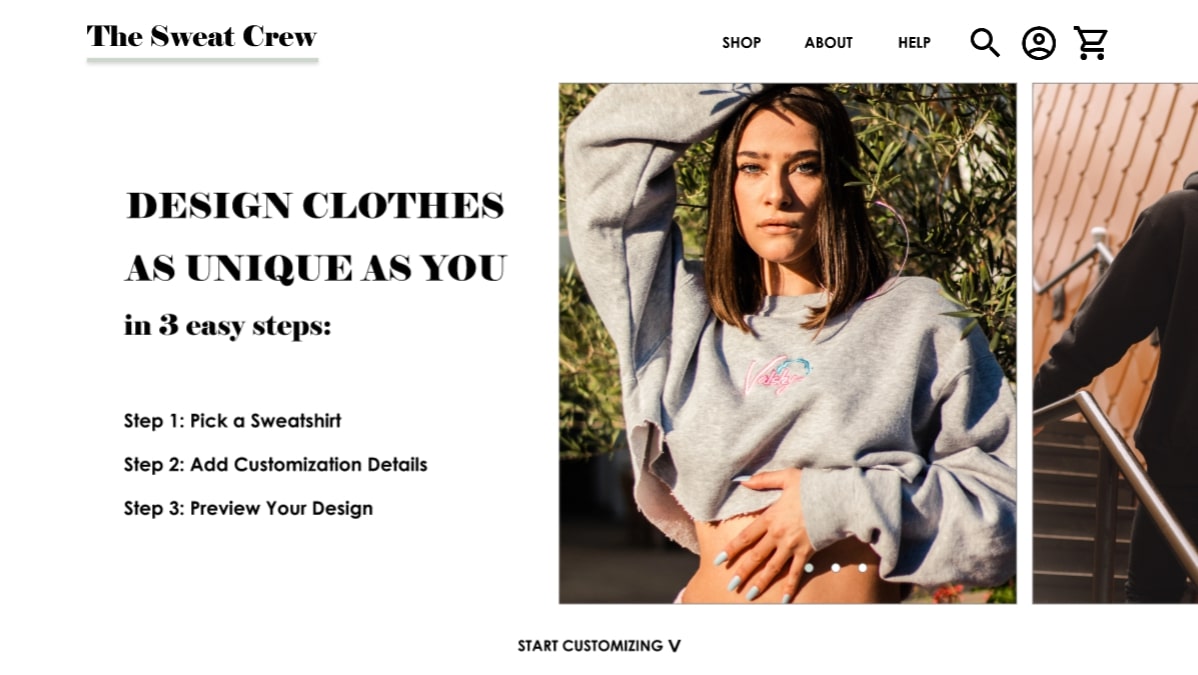 The Sweat Crew
SHOP ABOUT HELP
DESIGN CLOTHES
AS UNIQUE AS YOU
in 3 easy steps:
Step 1: Pick a Sweatshirt
Step 2: Add Customization Details
Step 3: Preview Your Design
START CUSTOMIZING V